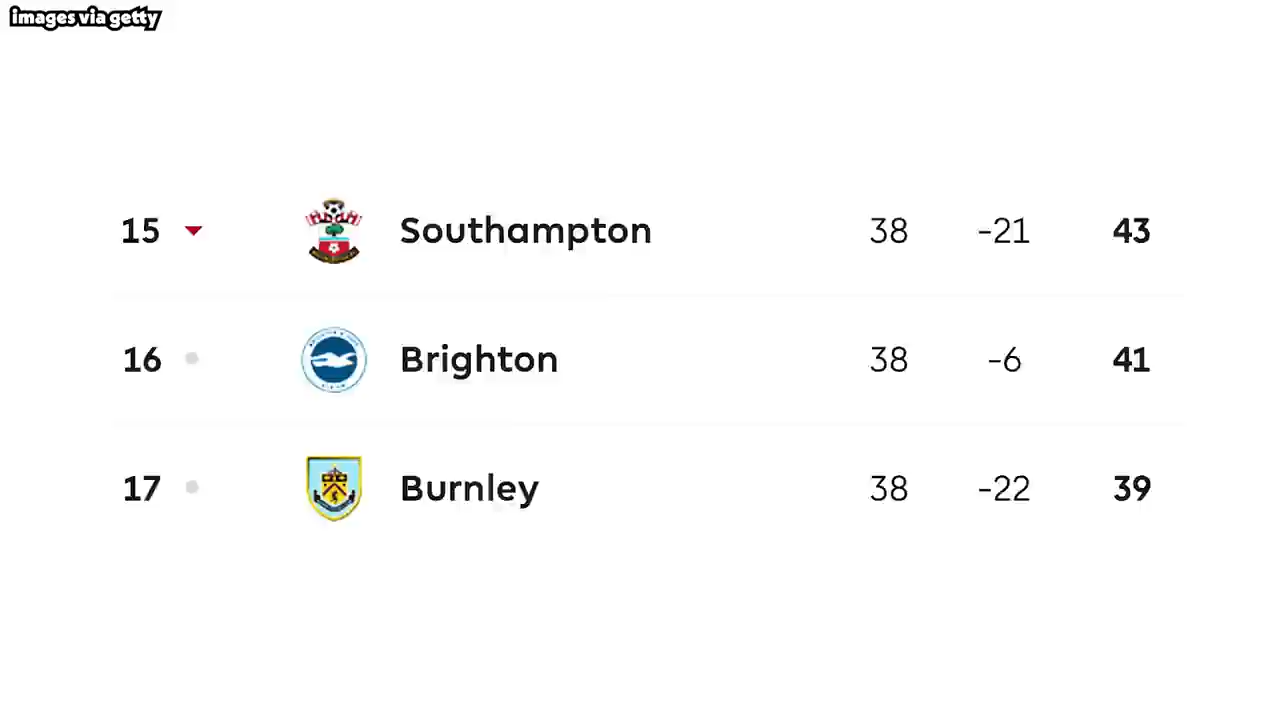 images via getty
15 Southampton 38 -21 43
16 Brighton 38 -6 41
17 Burnley 38 -22 39